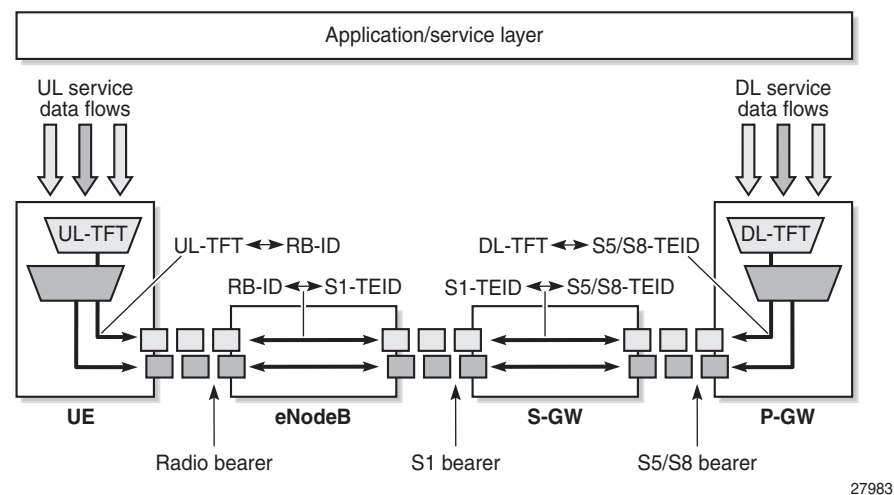 Application/service layer
UL service
data flows
DL service
data flows
UL-TFT
UL-TFT RB-ID
DL-TFT S5/S8-TEID
DL-TFT
RB-ID S1-TEID
S1-TEID S5/S8-TEID
UE
eNodeB
S-GW
P-GW
Radio bearer
S1 bearer
S5/S8 bearer
27983